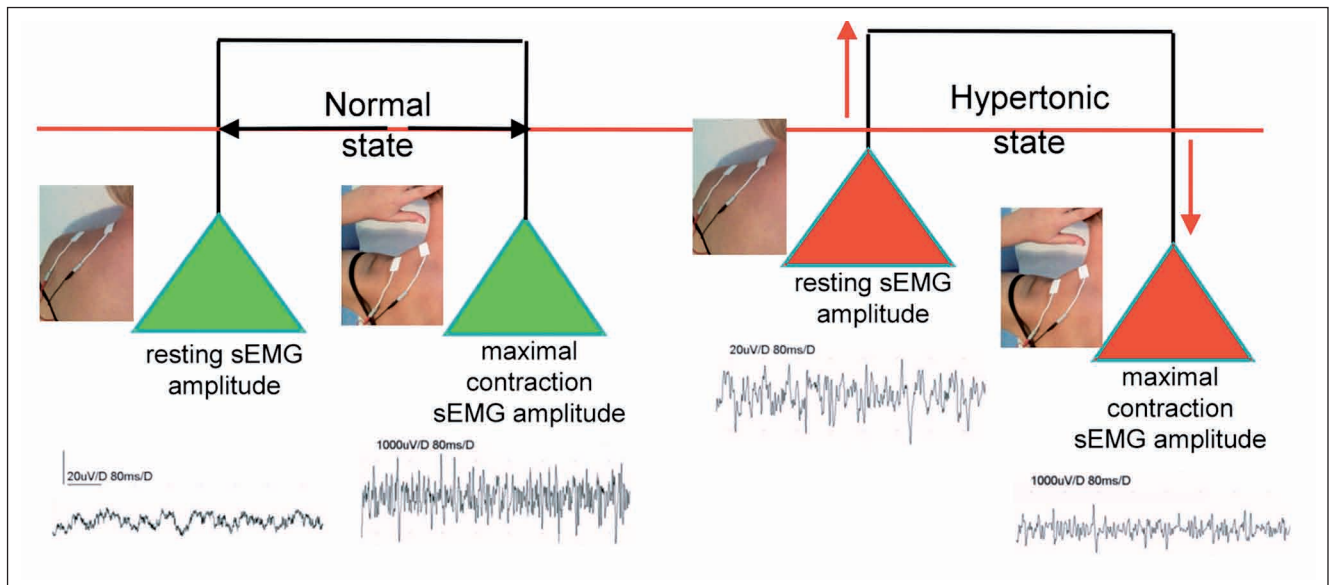 Normal
state
resting sEMG
amplitude
maximal
contraction
sEMG amplitude
20uV/D 80ms/D
1000uV/D 80ms/D
Hypertonic
state
resting sEMG
amplitude
maximal
contraction
sEMG amplitude
20uV/D 80ms/D
1000uV/D 80ms/D